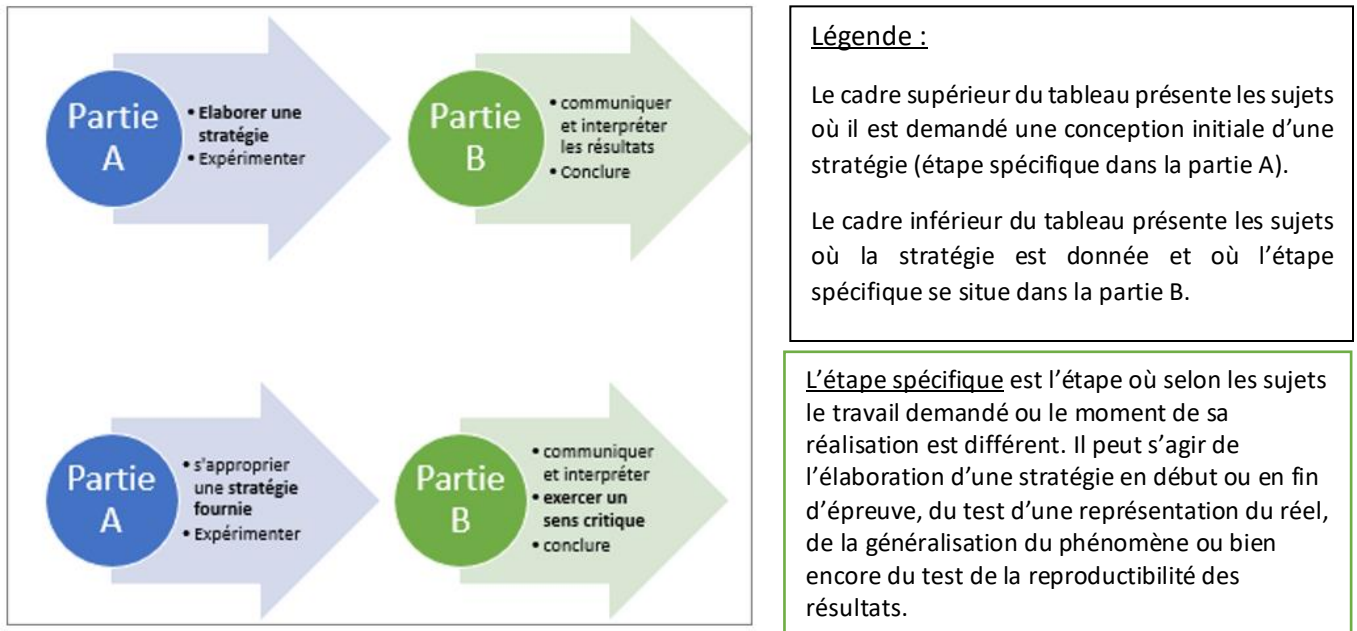 Partie
A
• Elaborer une
stratégie
• Expérimenter
Partie
B
• communiquer
et interpréter
les résultats
• Conclure
Partie
A
• s'approprier
une stratégie
fournie
• Expérimenter
Partie
B
• communiquer
et interpréter
• exercer un
sens critique
• conclure
Légende :
Le cadre supérieur du tableau présente les sujets
où il est demandé une conception initiale d’une
stratégie (étape spécifique dans la partie A).
Le cadre inférieur du tableau présente les sujets
où la stratégie est donnée et où l’étape
spécifique se situe dans la partie B.
L’étape spécifique est l’étape où selon les sujets
le travail demandé ou le moment de sa
réalisation est différent. Il peut s’agir de
l’élaboration d’une stratégie en début ou en fin
d’épreuve, du test d’une représentation du réel,
de la généralisation du phénomène ou bien
encore du test de la reproductibilité des
résultats.